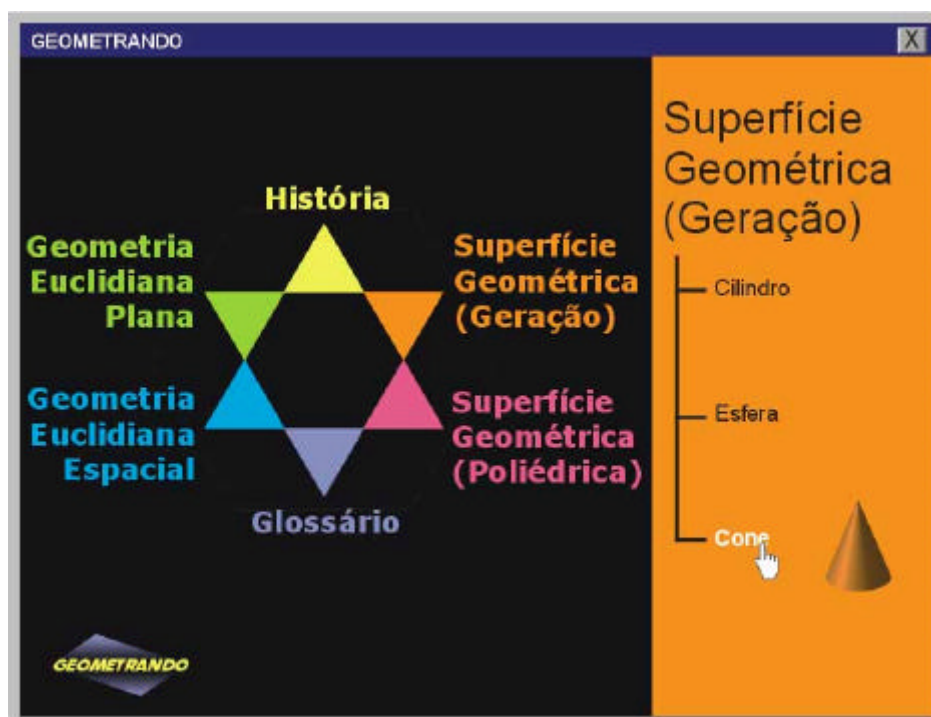 GEOMETRANDO
X
História
Geometria
Euclidiana
Plana
Superfície
Geométrica
(Geração)
Geometria
Euclidiana
Espacial
Superfície
Geométrica
(Poliédrica)
Glossário
GEOMETRANDO
Superfície
Geométrica
(Geração)
Cilindro
Esfera
Cone